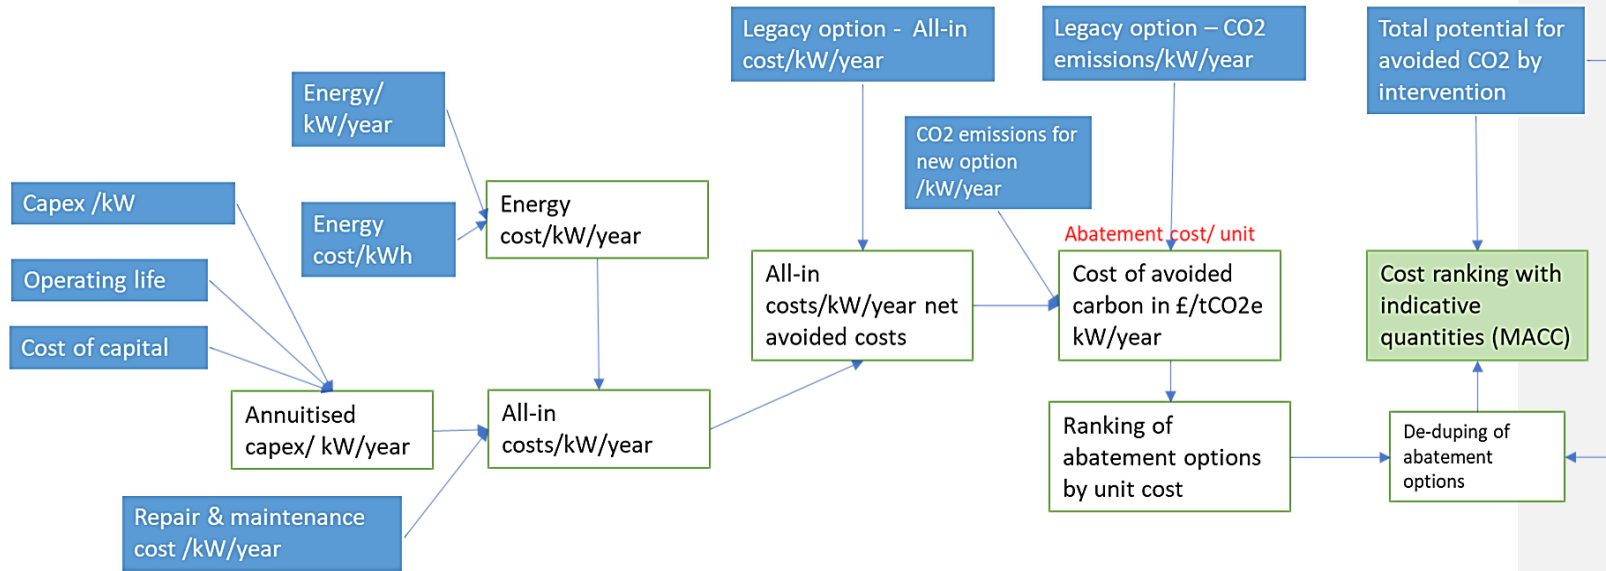 Legacy option -  All-in
cost/kW/year
Legacy option – CO2
emissions/kW/year
Total potential for
avoided CO2 by
intervention
Energy/
kW/year
CO2 emissions for
new option
/kW/year
Capex /kW
Energy
cost/kWh
Energy
cost/kW/year
Operating life
Cost of capital
Abatement cost/ unit
All-in
costs/kW/year net
avoided costs
Cost of avoided
carbon in £/tCO2e
kW/year
Cost ranking with
indicative
quantities (MACC)
Annuitised
capex/ kW/year
All-in
costs/kW/year
Ranking of
abatement options
by unit cost
De-duping of
abatement
options
Repair & maintenance
cost /kW/year